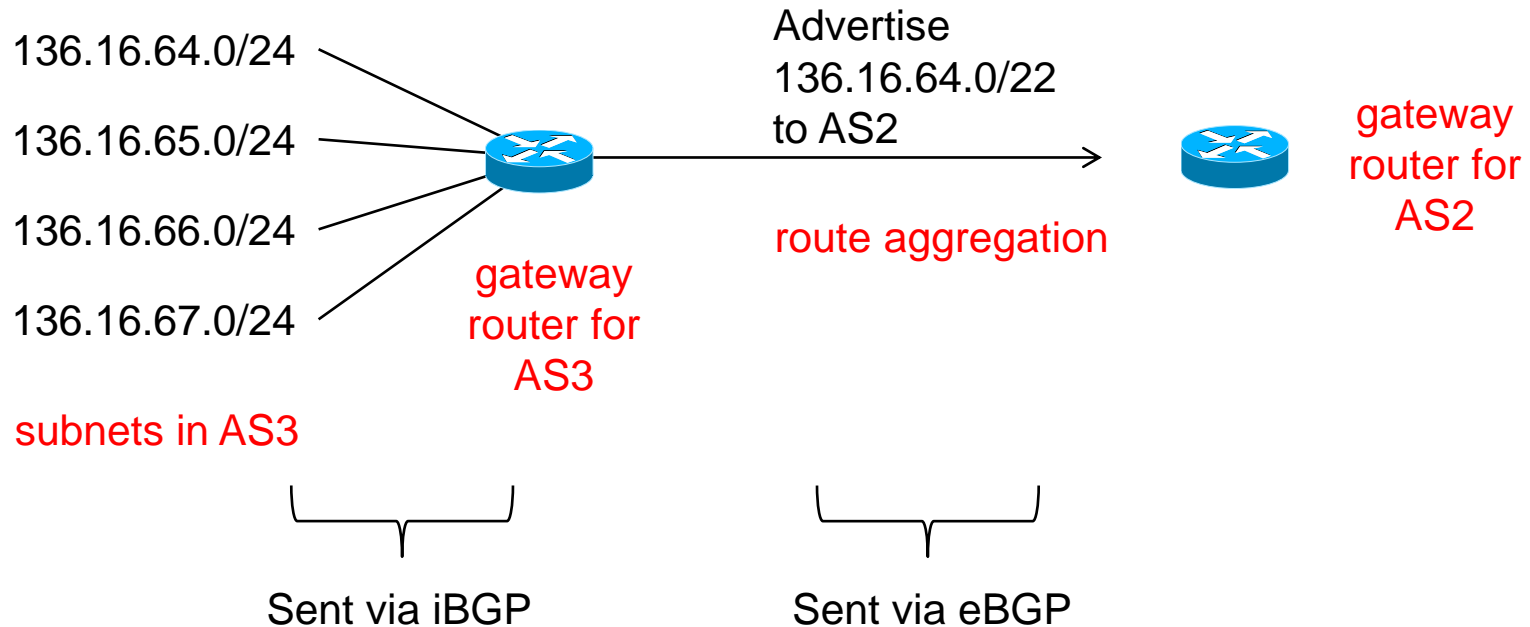 136.16.64.0/24
136.16.65.0/24
136.16.66.0/24
136.16.67.0/24
subnets in AS3
gateway
router for
AS3
Advertise
136.16.64.0/22
to AS2
route aggregation
gateway
router for
AS2
Sent via iBGP
Sent via eBGP